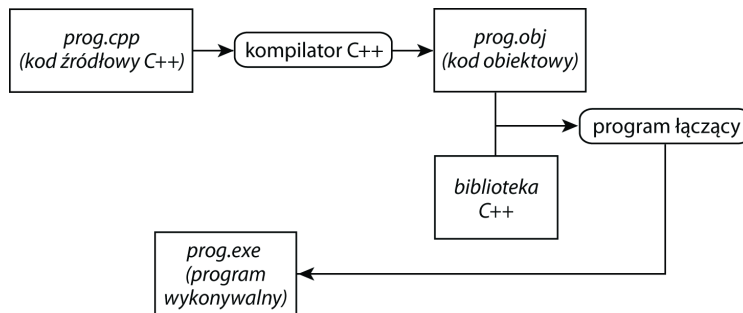 prog.cpp
(kod źródłowy C++)
kompilator C++
prog.obj
(kod obiektowy)
program łączący
biblioteka
C++
prog.exe
(program
wykonywalny)